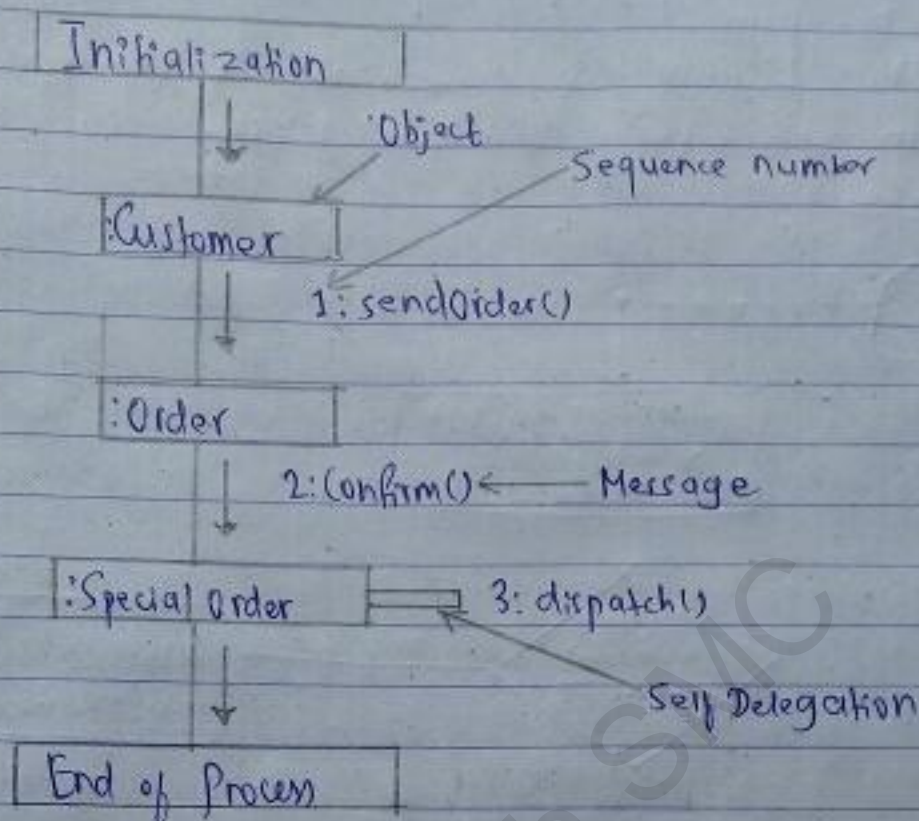 Initialization
:Object
Sequence number
:Customer
1: sendOrder()
:Order
2: Confirm()
Message
:Special Order
3: dispatch()
Self Delegation
End of Process
SMC